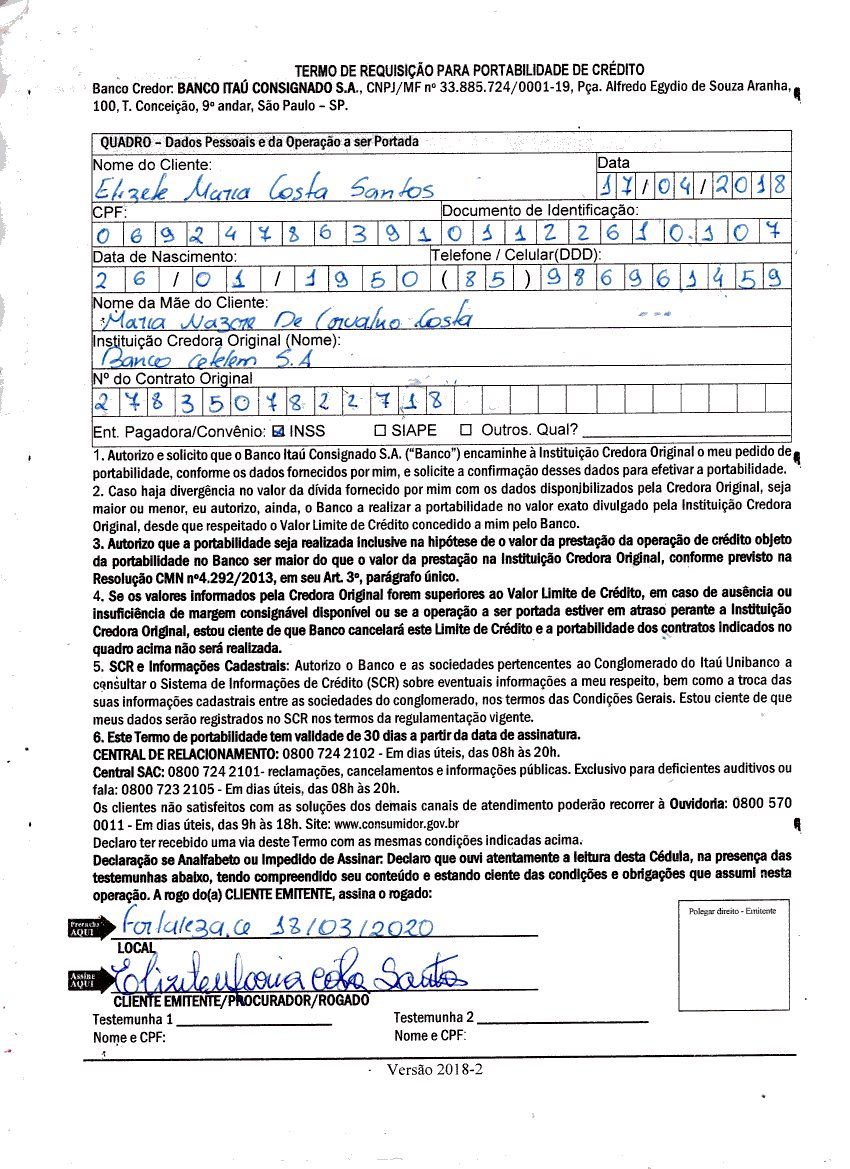 TERMO DE REQUISIÇÃO PARA PORTABILIDADE DE CRÉDITO
Banco Credor: BANCO ITAÚ CONSIGNADO S.A., CNPJ/MF nº 33.885.724/0001-19, Pça. Alfredo Egydio de Souza Aranha,
100, T. Conceição, 9º andar, São Paulo – SP.
QUADRO – Dados Pessoais e da Operação a ser Portada
Nome do Cliente: Data
Elizete Maria Costa Santos 17/04/2018
CPF: Documento de Identificação:
06924786391 01122610.107
Data de Nascimento: Telefone / Celular(DDD):
26/01/1950 (85)986961459
Nome da Mãe do Cliente:
Maria Nazare De Carvalho Costa
Instituição Credora Original (Nome):
Banco Cetelem S.A
Nº do Contrato Original
2783507822718
Ent. Pagadora/Convênio: ☒ INSS ☐ SIAPE ☐ Outros. Qual?
1. Autorizo e solicito que o Banco Itaú Consignado S.A. (“Banco”) encaminhe à Instituição Credora Original o meu pedido de
portabilidade, conforme os dados fornecidos por mim, e solicite a confirmação desses dados para efetivar a portabilidade.
2. Caso haja divergência no valor da dívida fornecido por mim com os dados disponibilizados pela Credora Original, seja
maior ou menor, eu autorizo, ainda, o Banco a realizar a portabilidade no valor exato divulgado pela Instituição Credora
Original, desde que respeitado o Valor Limite de Crédito concedido a mim pelo Banco.
3. Autorizo que a portabilidade seja realizada inclusive na hipótese de o valor da prestação da operação de crédito objeto
da portabilidade no Banco ser maior do que o valor da prestação na Instituição Credora Original, conforme previsto na
Resolução CMN nº4.292/2013, em seu Art. 3º, parágrafo único.
4. Se os valores informados pela Credora Original forem superiores ao Valor Limite de Crédito, em caso de ausência ou
insuficiência de margem consignável disponível ou se a operação a ser portada estiver em atraso perante a Instituição
Credora Original, estou ciente de que Banco cancelará este Limite de Crédito e a portabilidade dos contratos indicados no
quadro acima não será realizada.
5. SCR e Informações Cadastrais: Autorizo o Banco e as sociedades pertencentes ao Conglomerado do Itaú Unibanco a
consultar o Sistema de Informações de Crédito (SCR) sobre eventuais informações a meu respeito, bem como a troca das
suas informações cadastrais entre as sociedades do conglomerado, nos termos das Condições Gerais. Estou ciente de que
meus dados serão registrados no SCR nos termos da regulamentação vigente.
6. Este Termo de portabilidade tem validade de 30 dias a partir da data de assinatura.
CENTRAL DE RELACIONAMENTO: 0800 724 2102 - Em dias úteis, das 08h às 20h.
Central SAC: 0800 724 2101- reclamações, cancelamentos e informações públicas. Exclusivo para deficientes auditivos ou
fala: 0800 723 2105 - Em dias úteis, das 08h às 20h.
Os clientes não satisfeitos com as soluções dos demais canais de atendimento poderão recorrer à Ouvidoria: 0800 570
0011 - Em dias úteis, das 9h às 18h. Site: www.consumidor.gov.br
Declaro ter recebido uma via deste Termo com as mesmas condições indicadas acima.
Declaração se Analfabeto ou Impedido de Assinar: Declaro que ouvi atentamente a leitura desta Cédula, na presença das
testemunhas abaixo, tendo compreendido seu conteúdo e estando ciente das condições e obrigações que assumi nesta
operação. A rogo do(a) CLIENTE EMITENTE, assina o rogado:
Polegar direito - Emitente
Preencha AQUI Fortaleza, ce 18/03/2020
LOCAL
Assine AQUI Elizete Maria Costa Santos
CLIENTE EMITENTE/PROCURADOR/ROGADO
Testemunha 1 Testemunha 2
Nome e CPF: Nome e CPF:
Versão 2018-2